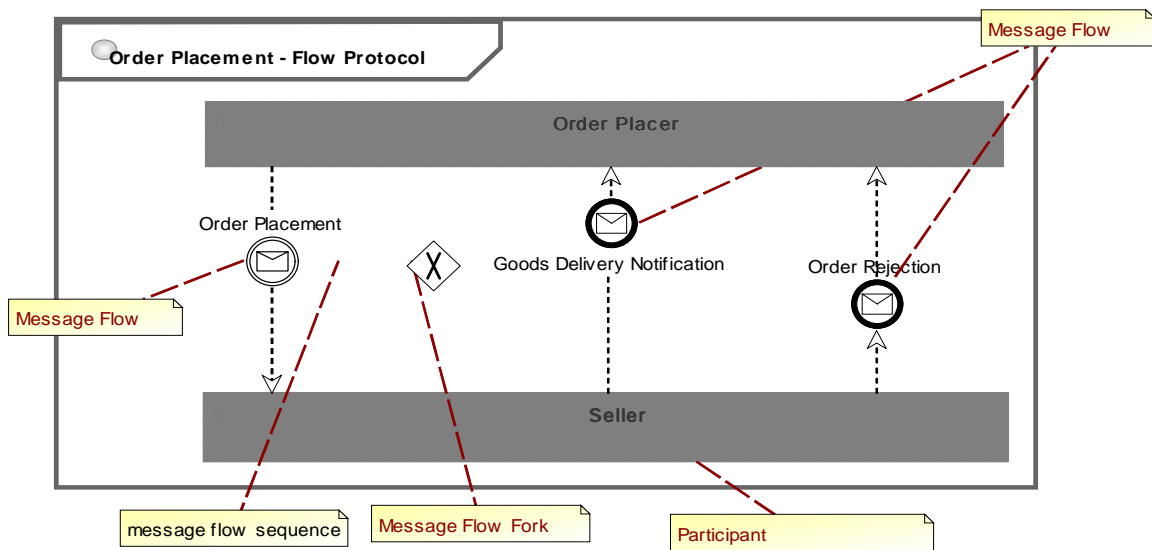 Message Flow
Order Placement - Flow Protocol
Order Placer
Order Placement
X
Goods Delivery Notification
Order Rejection
Message Flow
Seller
message flow sequence
Message Flow Fork
Participant